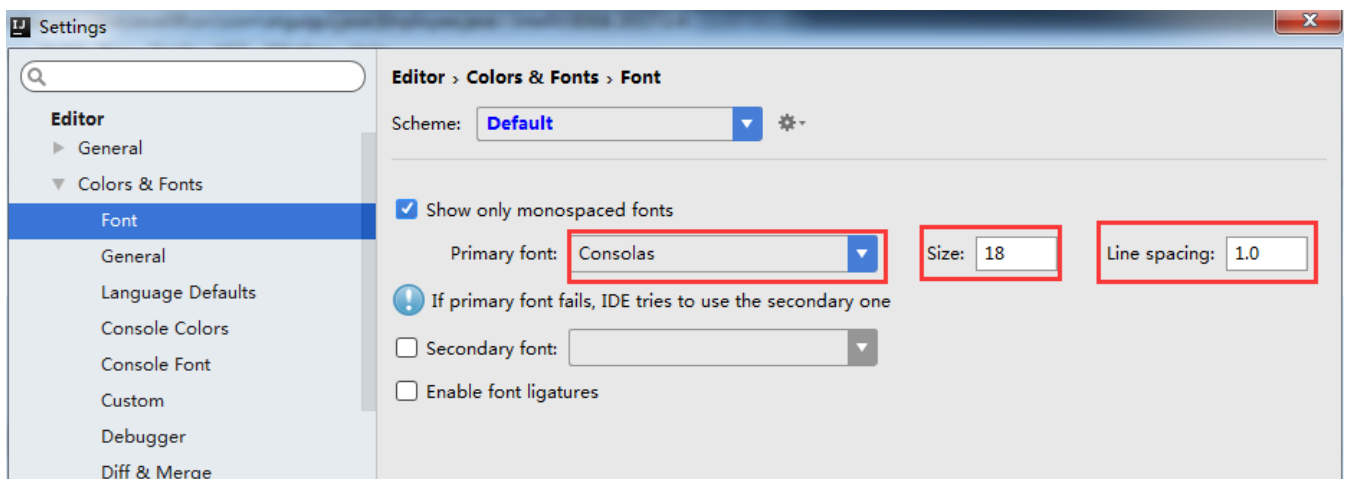 Settings
Editor › Colors & Fonts › Font
Editor
Scheme: Default
General
Colors & Fonts
Font
Show only monospaced fonts
General
Primary font: Consolas Size: 18 Line spacing: 1.0
Language Defaults
If primary font fails, IDE tries to use the secondary one
Console Colors
Secondary font:
Console Font
Enable font ligatures
Custom
Debugger
Diff & Merge